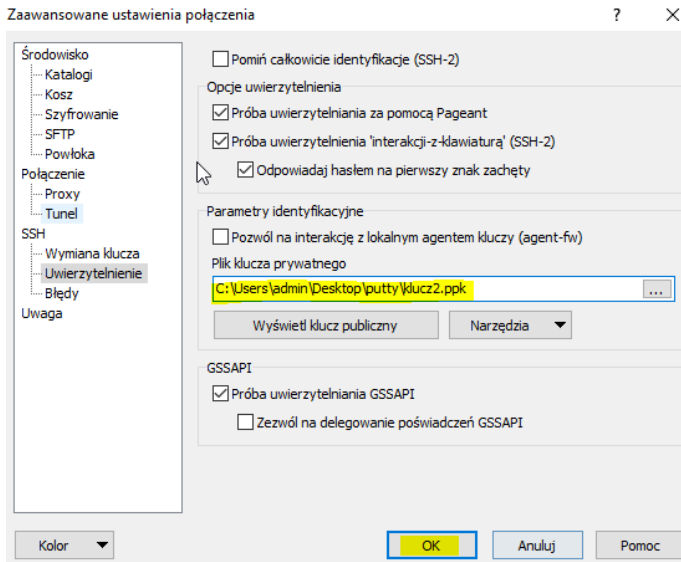 Zaawansowane ustawienia połączenia
?
Środowisko
Katalogi
Kosz
Szyfrowanie
SFTP
Powłoka
Połączenie
Proxy
Tunel
SSH
Wymiana klucza
Uwierzytelnienie
Błędy
Uwaga
Pomiń całkowicie identyfikacje (SSH-2)
Opcje uwierzytelnienia
Próba uwierzytelniania za pomocą Pageant
Próba uwierzytelnienia 'interakcji-z-klawiaturą' (SSH-2)
Odpowiadaj hasłem na pierwszy znak zachęty
Parametry identyfikacyjne
Pozwól na interakcję z lokalnym agentem kluczy (agent-fw)
Plik klucza prywatnego
C:\Users\admin\Desktop\putty\klucz2.ppk
...
Wyświetl klucz publiczny
Narzędzia
GSSAPI
Próba uwierzytelniania GSSAPI
Zezwól na delegowanie poświadczeń GSSAPI
Kolor
OK
Anuluj
Pomoc